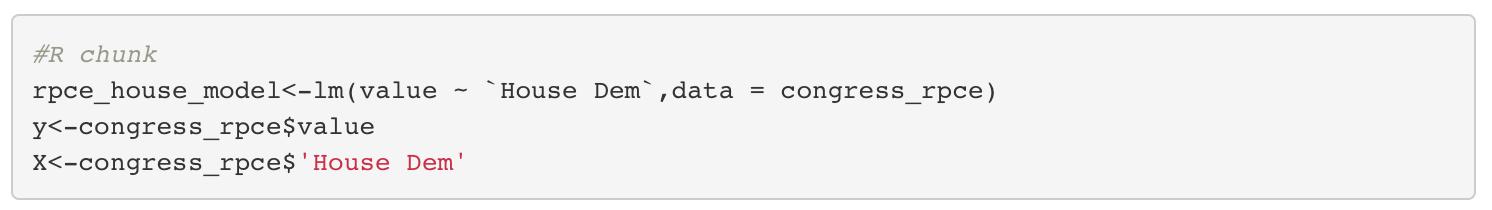 #R chunk
rpce_house_model<-lm(value ~ `House Dem`,data = congress_rpce)
y<-congress_rpce$value
X<-congress_rpce$'House Dem'